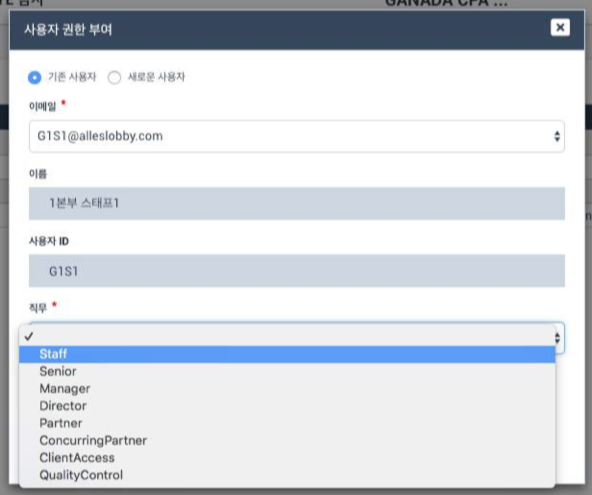 GANADA CPA ...
사용자 권한 부여
기존 사용자 새로운 사용자
이메일 *
G1S1@alleslobby.com
이름
1본부 스태프1
사용자 ID
G1S1
직무 *
✓
Staff
Senior
Manager
Director
Partner
ConcurringPartner
ClientAccess
QualityControl